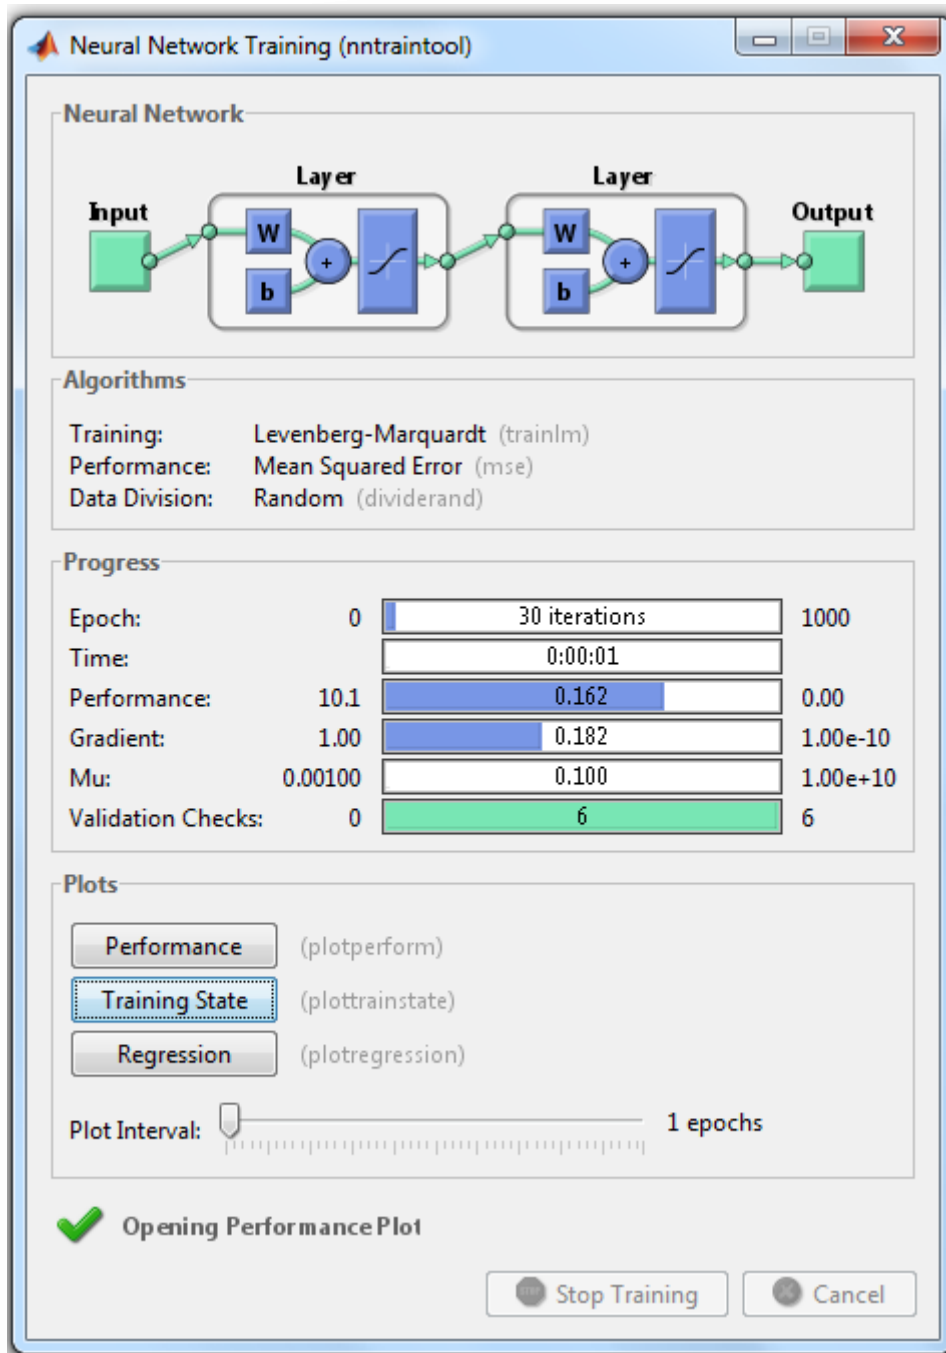 Neural Network Training (nntraintool)
Neural Network
Layer Layer
Input Output
W W
+ +
b b
Algorithms
Training: Levenberg-Marquardt (trainlm)
Performance: Mean Squared Error (mse)
Data Division: Random (dividerand)
Progress
Epoch: 0 30 iterations 1000
Time: 0:00:01
Performance: 10.1 0.162 0.00
Gradient: 1.00 0.182 1.00e-10
Mu: 0.00100 0.100 1.00e+10
Validation Checks: 0 6 6
Plots
Performance (plotperform)
Training State (plottrainstate)
Regression (plotregression)
Plot Interval: 1 epochs
Opening Performance Plot
STOP Stop Training Cancel